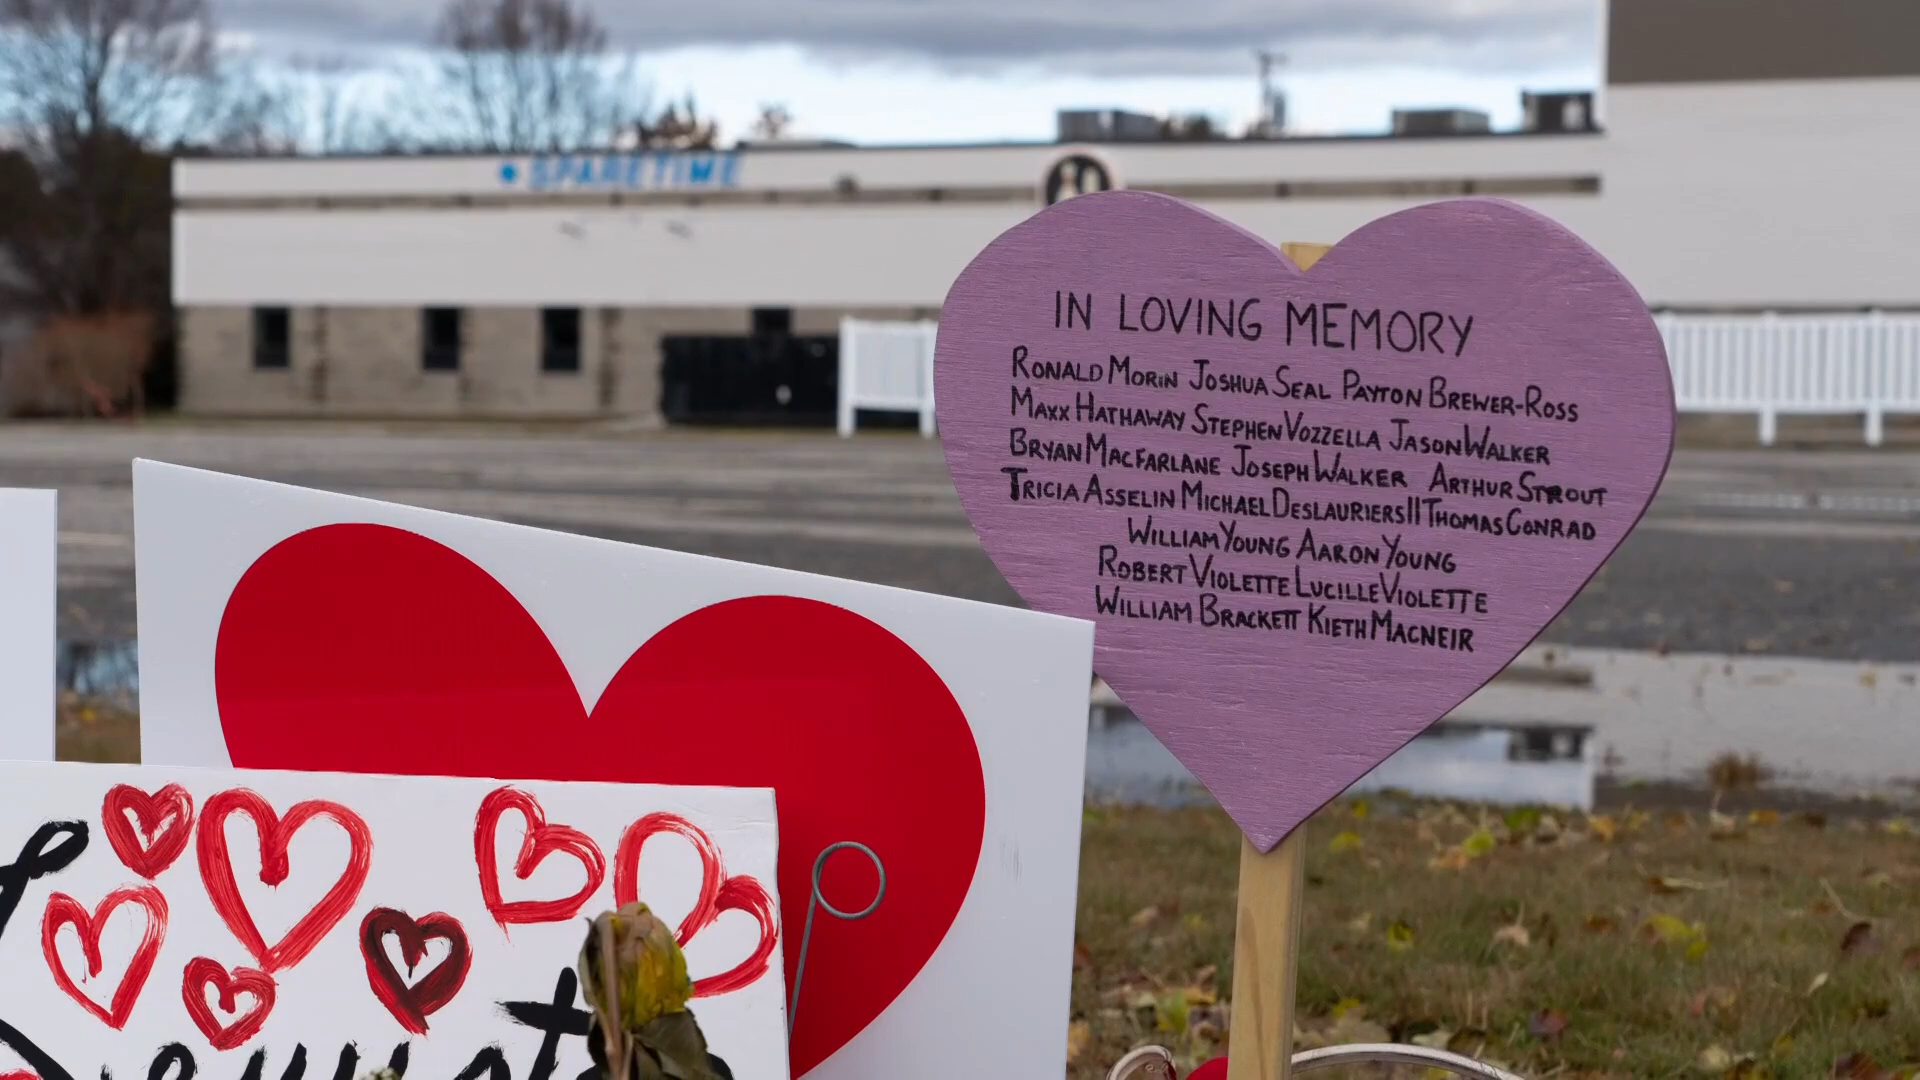 SPARETIME
IN LOVING MEMORY
RONALD MORIN JOSHUA SEAL PAYTON BREWER-ROSS
MAXX HATHAWAY STEPHEN VOZZELLA JASON WALKER
BRYAN MACFARLANE JOSEPH WALKER ARTHUR STROUT
TRICIA ASSELIN MICHAEL DESLAURIERS II THOMAS CONRAD
WILLIAM YOUNG AARON YOUNG
ROBERT VIOLETTE LUCILLE VIOLETTE
WILLIAM BRACKETT KIETH MACNEIR